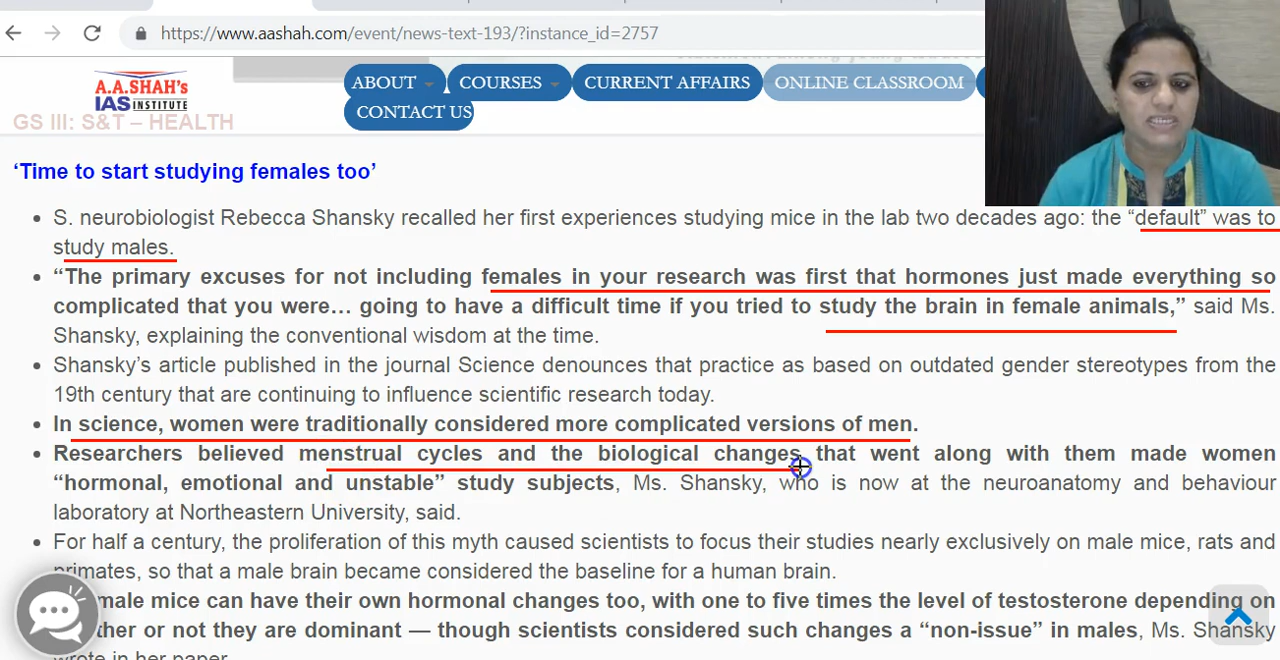 https://www.aashah.com/event/news-text-193/?instance_id=2757
A.A.SHAH'S
IAS INSTITUTE
ABOUT
COURSES
CURRENT AFFAIRS
ONLINE CLASSROOM
CONTACT US
GS III: S&T – HEALTH
‘Time to start studying females too’
• S. neurobiologist Rebecca Shansky recalled her first experiences studying mice in the lab two decades ago: the “default” was to
study males.
• “The primary excuses for not including females in your research was first that hormones just made everything so
complicated that you were… going to have a difficult time if you tried to study the brain in female animals,” said Ms.
Shansky, explaining the conventional wisdom at the time.
• Shansky’s article published in the journal Science denounces that practice as based on outdated gender stereotypes from the
19th century that are continuing to influence scientific research today.
• In science, women were traditionally considered more complicated versions of men.
• Researchers believed menstrual cycles and the biological changes that went along with them made women
“hormonal, emotional and unstable” study subjects, Ms. Shansky, who is now at the neuroanatomy and behaviour
laboratory at Northeastern University, said.
• For half a century, the proliferation of this myth caused scientists to focus their studies nearly exclusively on male mice, rats and
primates, so that a male brain became considered the baseline for a human brain.
male mice can have their own hormonal changes too, with one to five times the level of testosterone depending on
or not they are dominant — though scientists considered such changes a “non-issue” in males, Ms. Shansky
wrote in her paper.